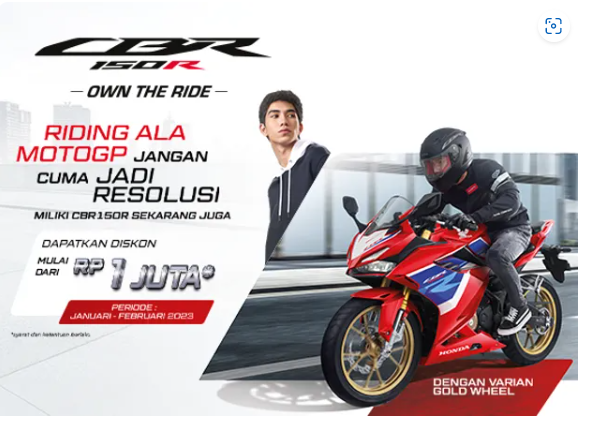 CBR
150R
— OWN THE RIDE —
RIDING ALA
MOTOGP JANGAN
CUMA JADI
RESOLUSI
MILIKI CBR150R SEKARANG JUGA
DAPATKAN DISKON
MULAI
DARI RP 1 JUTA*
PERIODE :
JANUARI - FEBRUARI 2023
*syarat dan ketentuan berlaku.
HONDA
DENGAN VARIAN
GOLD WHEEL